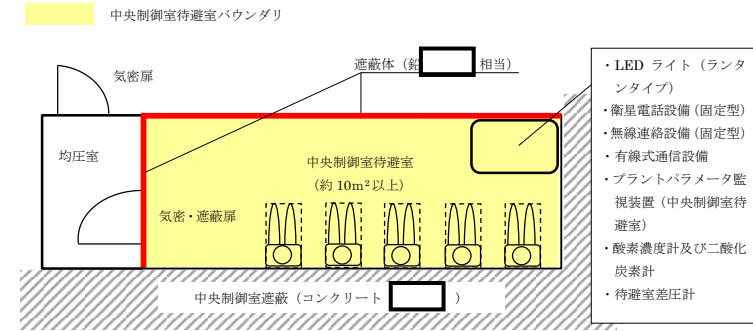 中央制御室待避室バウンダリ
遮蔽体（鉛 相当）
気密扉
均圧室
中央制御室待避室
（約 10m²以上）
気密・遮蔽扉
中央制御室遮蔽（コンクリート ）
・LED ライト（ランタ
ンタイプ）
・衛星電話設備（固定型）
・無線連絡設備（固定型）
・有線式通信設備
・プラントパラメータ監
視装置（中央制御室待
避室）
・酸素濃度計及び二酸化
炭素計
・待避室差圧計